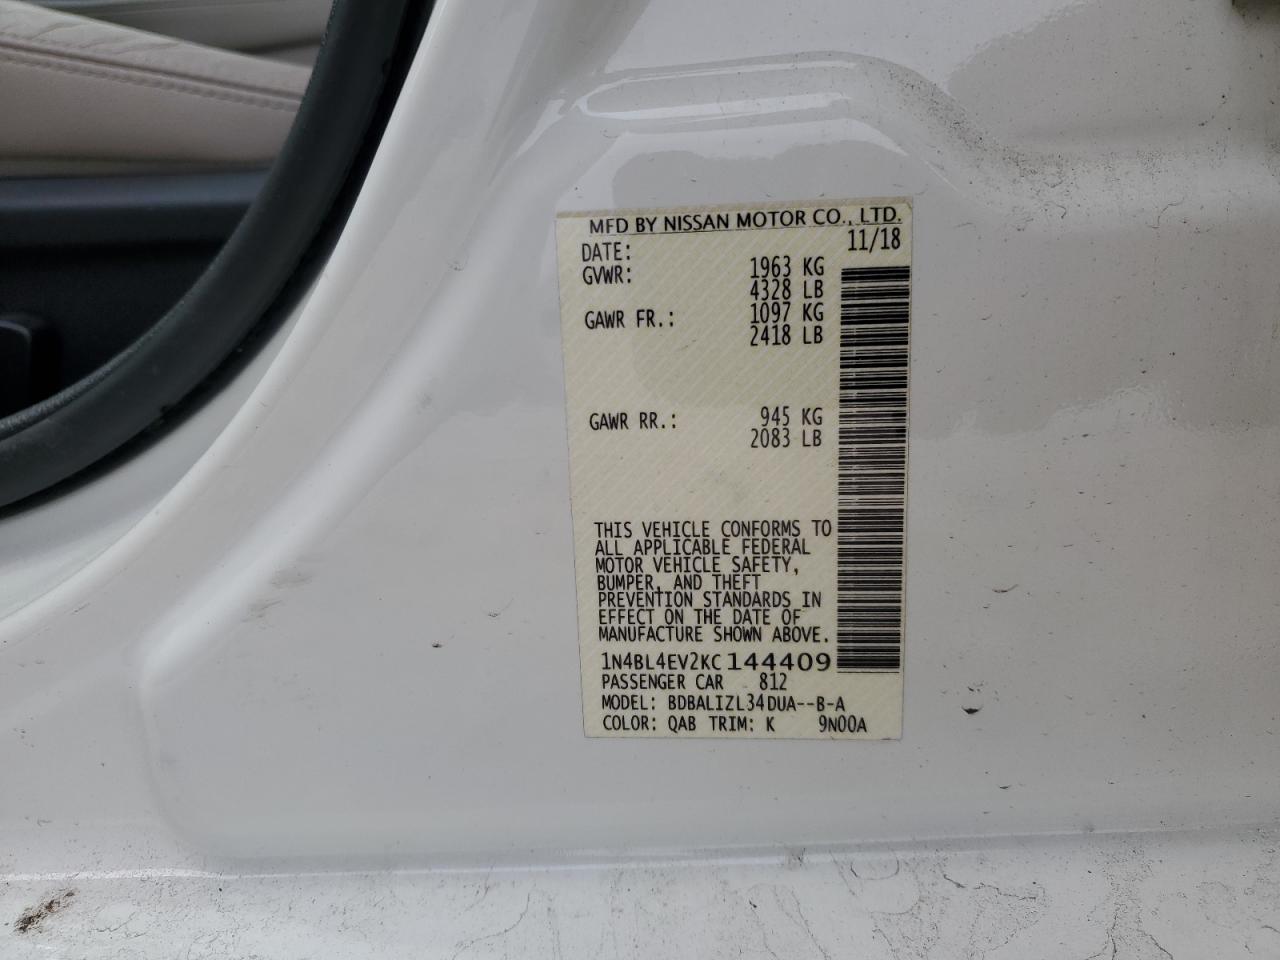 MFD BY NISSAN MOTOR CO., LTD.
DATE: 11/18
GVWR: 1963 KG
4328 LB
GAWR FR.: 1097 KG
2418 LB
GAWR RR.: 945 KG
2083 LB
THIS VEHICLE CONFORMS TO
ALL APPLICABLE FEDERAL
MOTOR VEHICLE SAFETY,
BUMPER, AND THEFT
PREVENTION STANDARDS IN
EFFECT ON THE DATE OF
MANUFACTURE SHOWN ABOVE.
1N4BL4EV2KC144409
PASSENGER CAR 812
MODEL: BDBALIZL34DUA--B-A
COLOR: QAB TRIM: K 9N00A